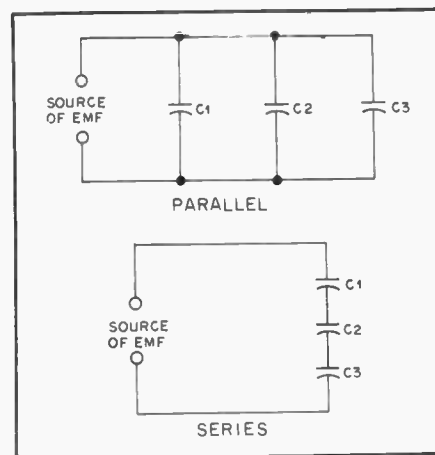 SOURCE
OF EMF
C1
C2
C3
PARALLEL
SOURCE
OF EMF
C1
C2
C3
SERIES